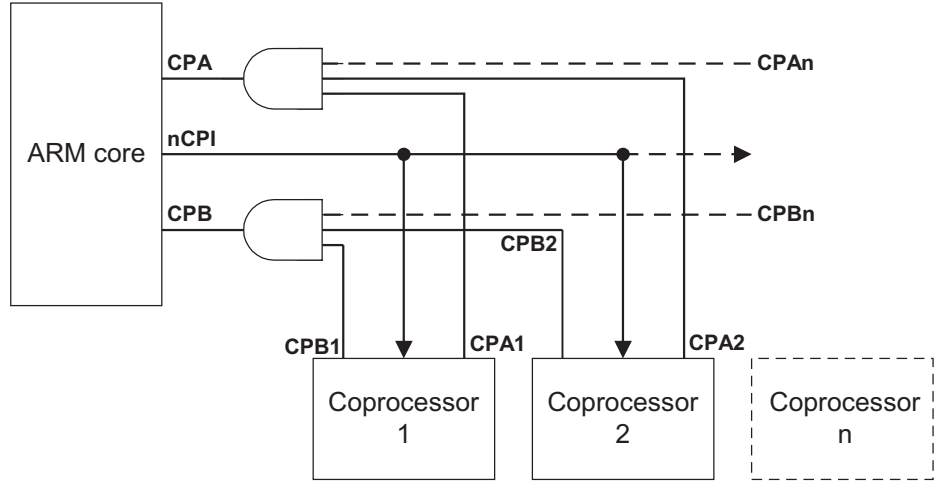 CPA
CPAn
nCPI
ARM core
CPB
CPBn
CPB2
CPB1
CPA1
CPA2
Coprocessor
1
Coprocessor
2
Coprocessor
n